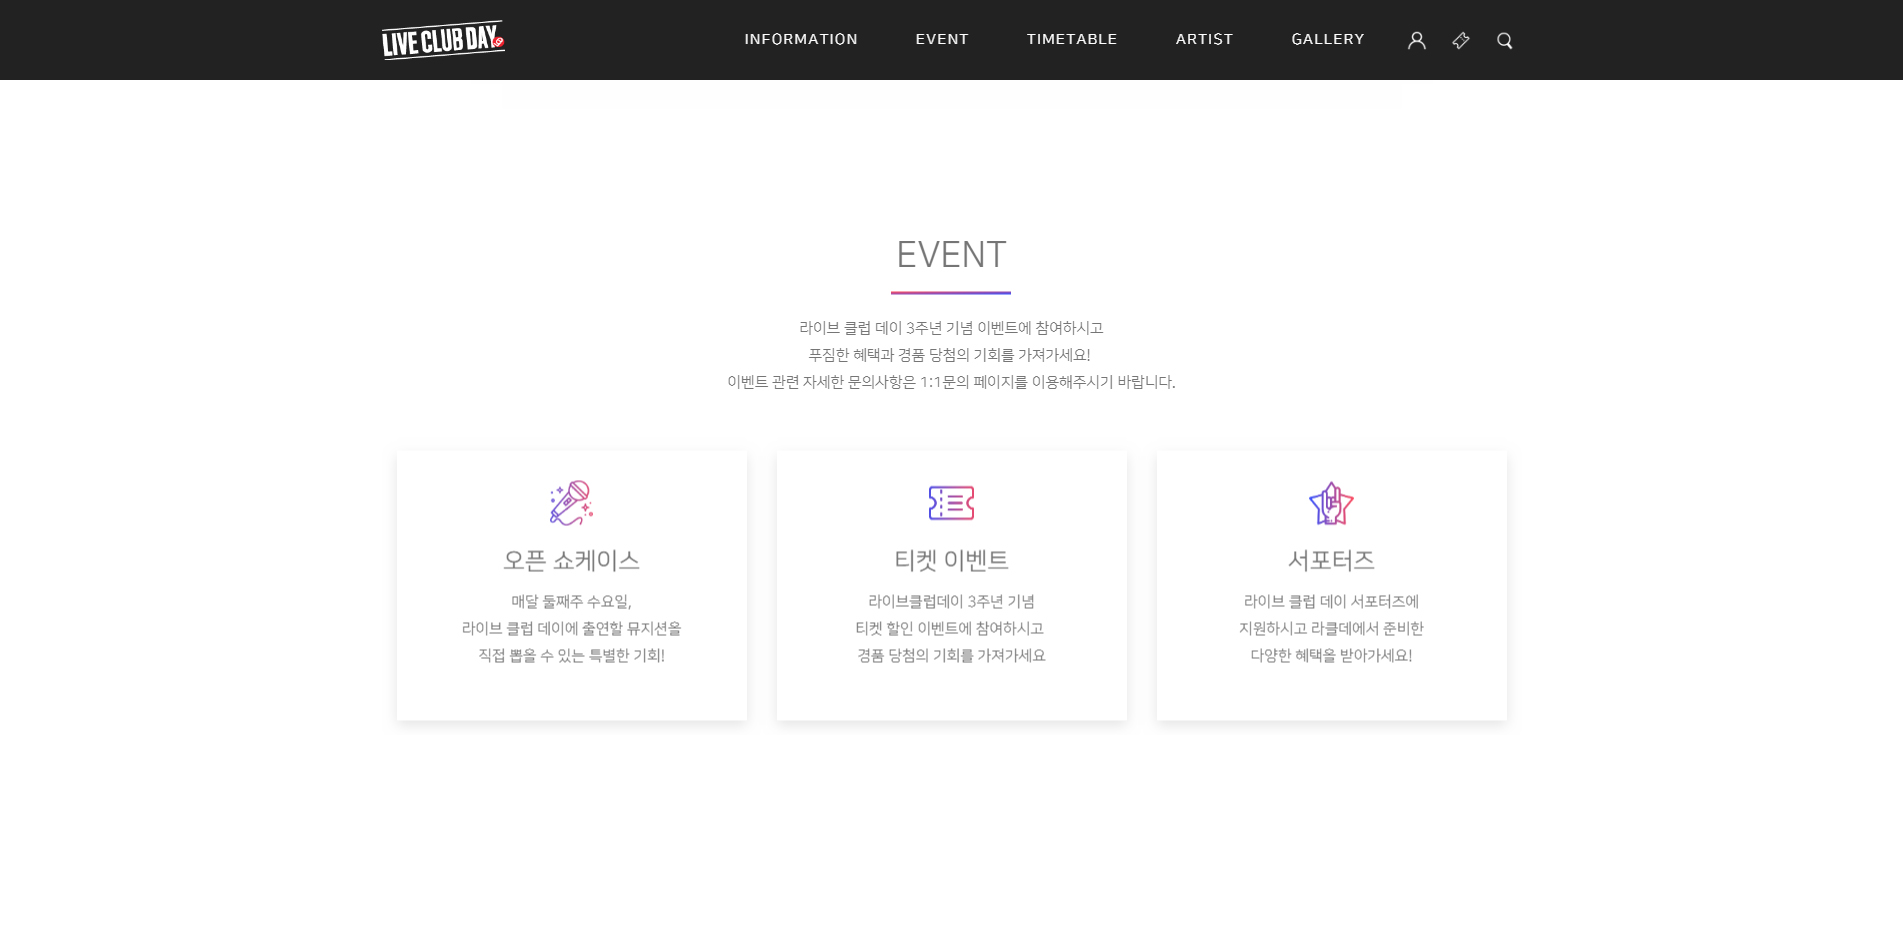 LIVE CLUB DAY
INFORMATION
EVENT
TIMETABLE
ARTIST
GALLERY
EVENT
라이브 클럽 데이 3주년 기념 이벤트에 참여하시고
푸짐한 혜택과 경품 당첨의 기회를 가져가세요!
이벤트 관련 자세한 문의사항은 1:1문의 페이지를 이용해주시기 바랍니다.
오픈 쇼케이스
매달 둘째주 수요일,
라이브 클럽 데이에 출연할 뮤지션을
직접 뽑을 수 있는 특별한 기회!
티켓 이벤트
라이브클럽데이 3주년 기념
티켓 할인 이벤트에 참여하시고
경품 당첨의 기회를 가져가세요
서포터즈
라이브 클럽 데이 서포터즈에
지원하시고 라클데에서 준비한
다양한 혜택을 받아가세요!